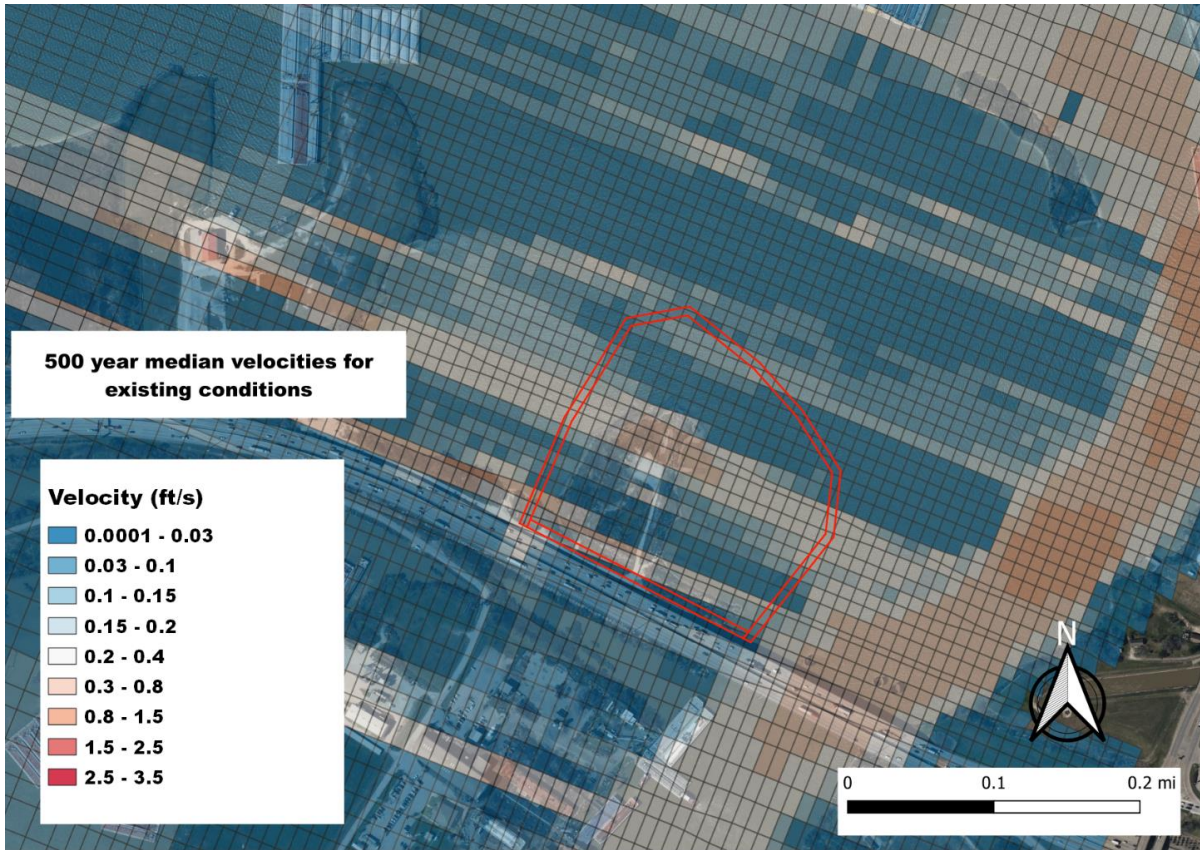 500 year median velocities for
existing conditions
Velocity (ft/s)
0.0001 - 0.03
0.03 - 0.1
0.1 - 0.15
0.15 - 0.2
0.2 - 0.4
0.3 - 0.8
0.8 - 1.5
1.5 - 2.5
2.5 - 3.5
N
0 0.1 0.2 mi